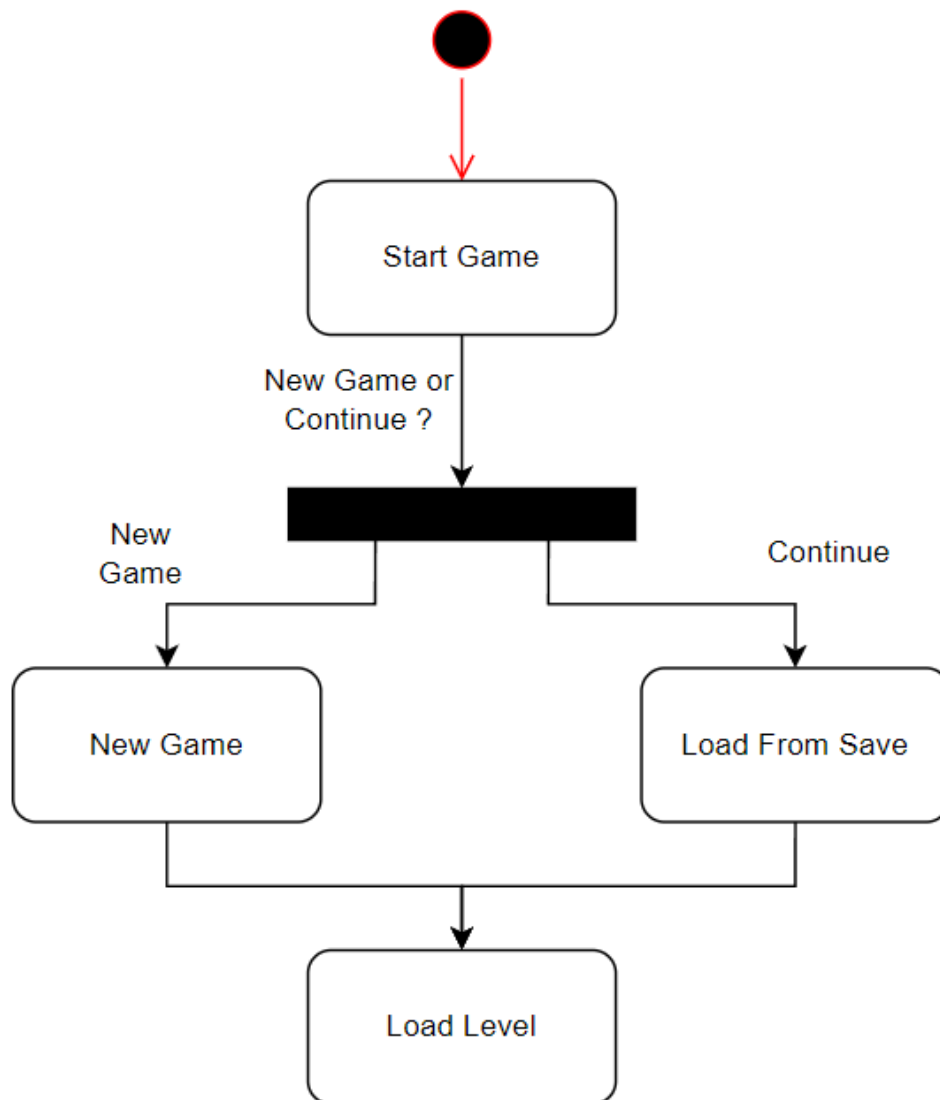 Start Game
New Game or
Continue ?
New
Game
Continue
New Game
Load From Save
Load Level